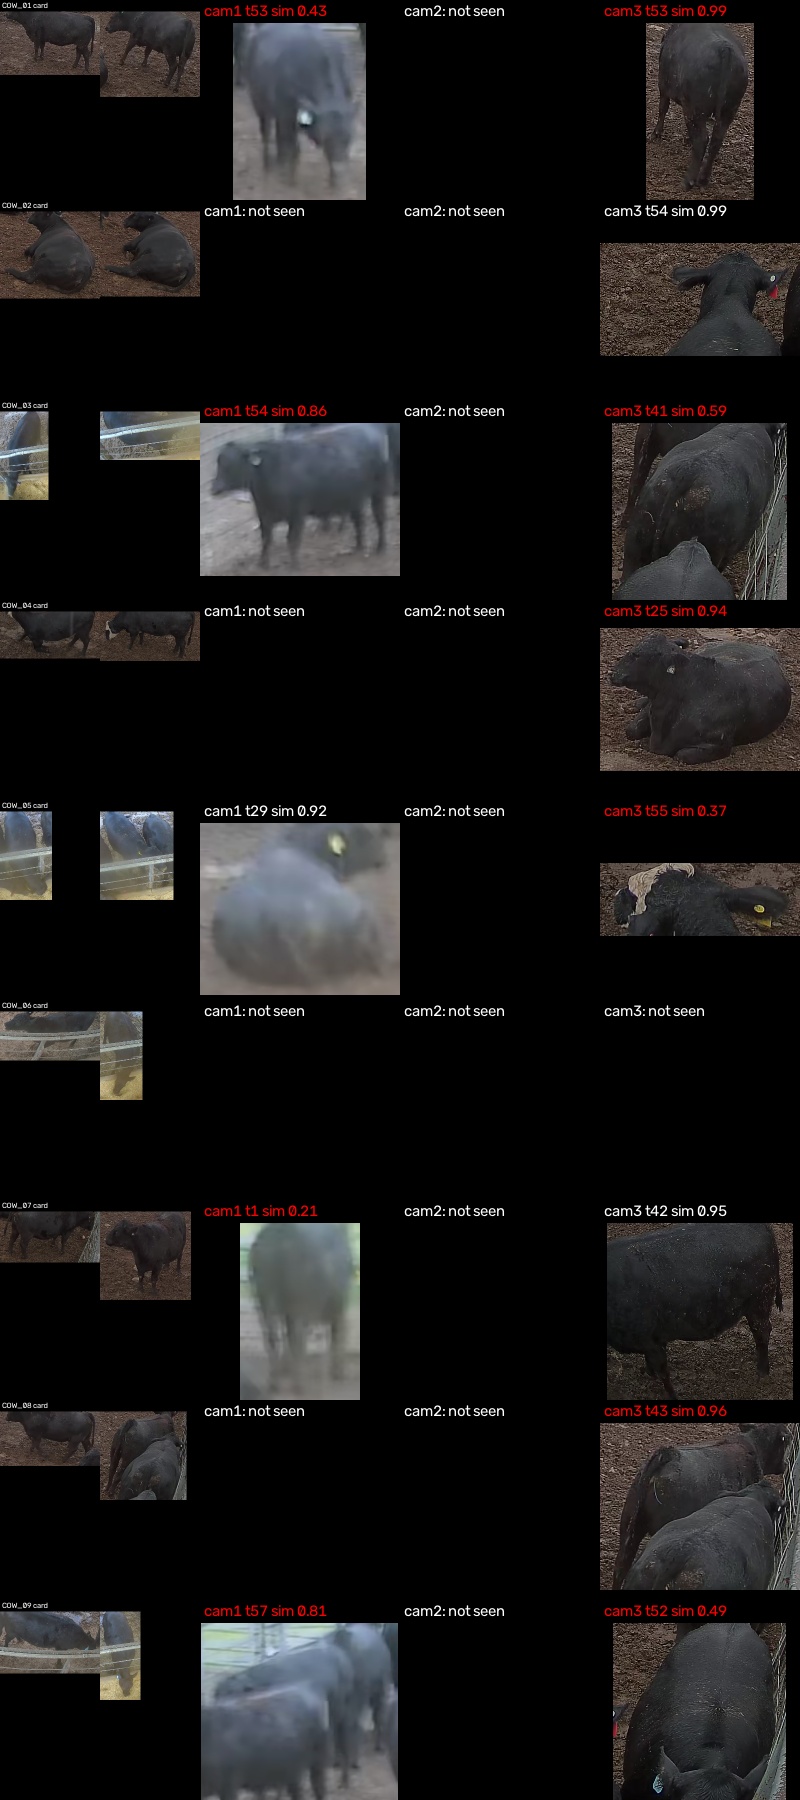 COW_01 card
cam1 t53 sim 0.43
cam2: not seen
cam3 t53 sim 0.99
COW_02 card
cam1: not seen
cam2: not seen
cam3 t54 sim 0.99
COW_03 card
cam1 t54 sim 0.86
cam2: not seen
cam3 t41 sim 0.59
COW_04 card
cam1: not seen
cam2: not seen
cam3 t25 sim 0.94
COW_05 card
cam1 t29 sim 0.92
cam2: not seen
cam3 t55 sim 0.37
COW_06 card
cam1: not seen
cam2: not seen
cam3: not seen
COW_07 card
cam1 t1 sim 0.21
cam2: not seen
cam3 t42 sim 0.95
COW_08 card
cam1: not seen
cam2: not seen
cam3 t43 sim 0.96
COW_09 card
cam1 t57 sim 0.81
cam2: not seen
cam3 t52 sim 0.49